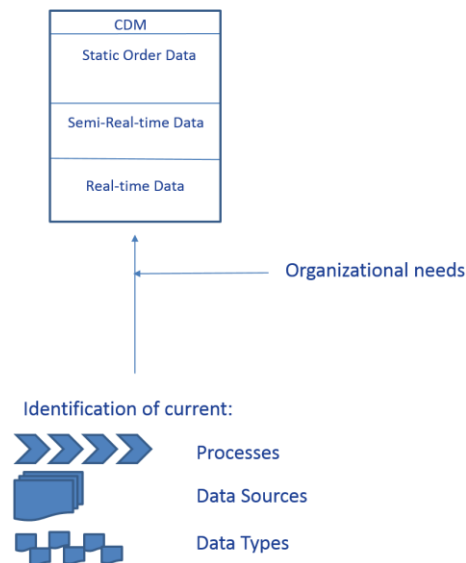 CDM
Static Order Data
Semi-Real-time Data
Real-time Data
Organizational needs
Identification of current:
Processes
Data Sources
Data Types